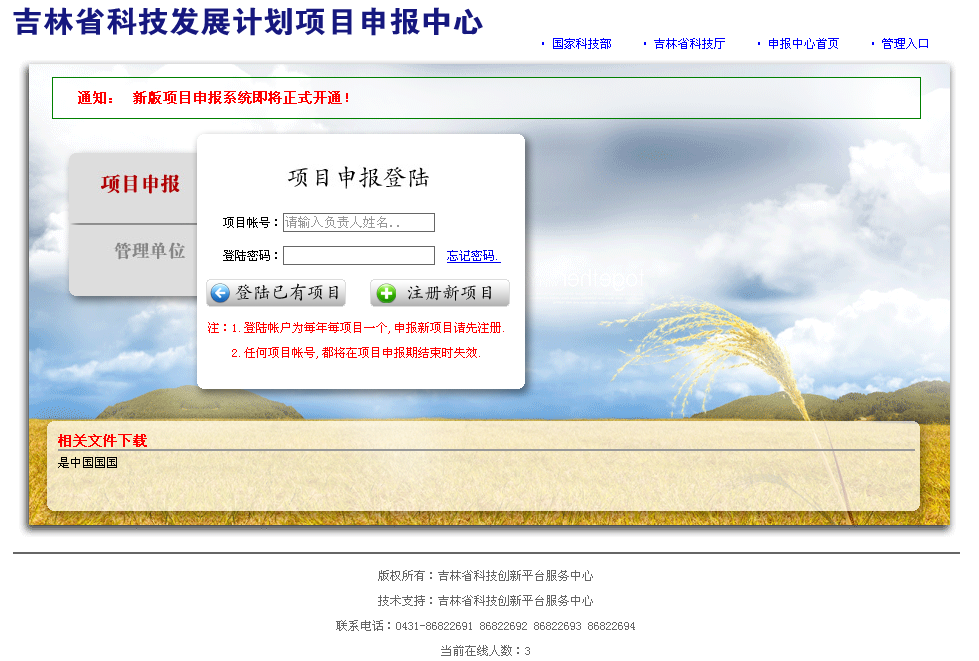 吉林省科技发展计划项目申报中心
· 国家科技部 · 吉林省科技厅 · 申报中心首页 · 管理入口
通知： 新版项目申报系统即将正式开通！
项目申报
管理单位
项目申报登陆
项目帐号：请输入负责人姓名..
登陆密码： 忘记密码.
登陆已有项目 注册新项目
注：1. 登陆帐户为每年每项目一个, 申报新项目请先注册.
2. 任何项目帐号, 都将在项目申报期结束时失效.
相关文件下载
是中国国国
版权所有：吉林省科技创新平台服务中心
技术支持：吉林省科技创新平台服务中心
联系电话：0431-86822691 86822692 86822693 86822694
当前在线人数：3